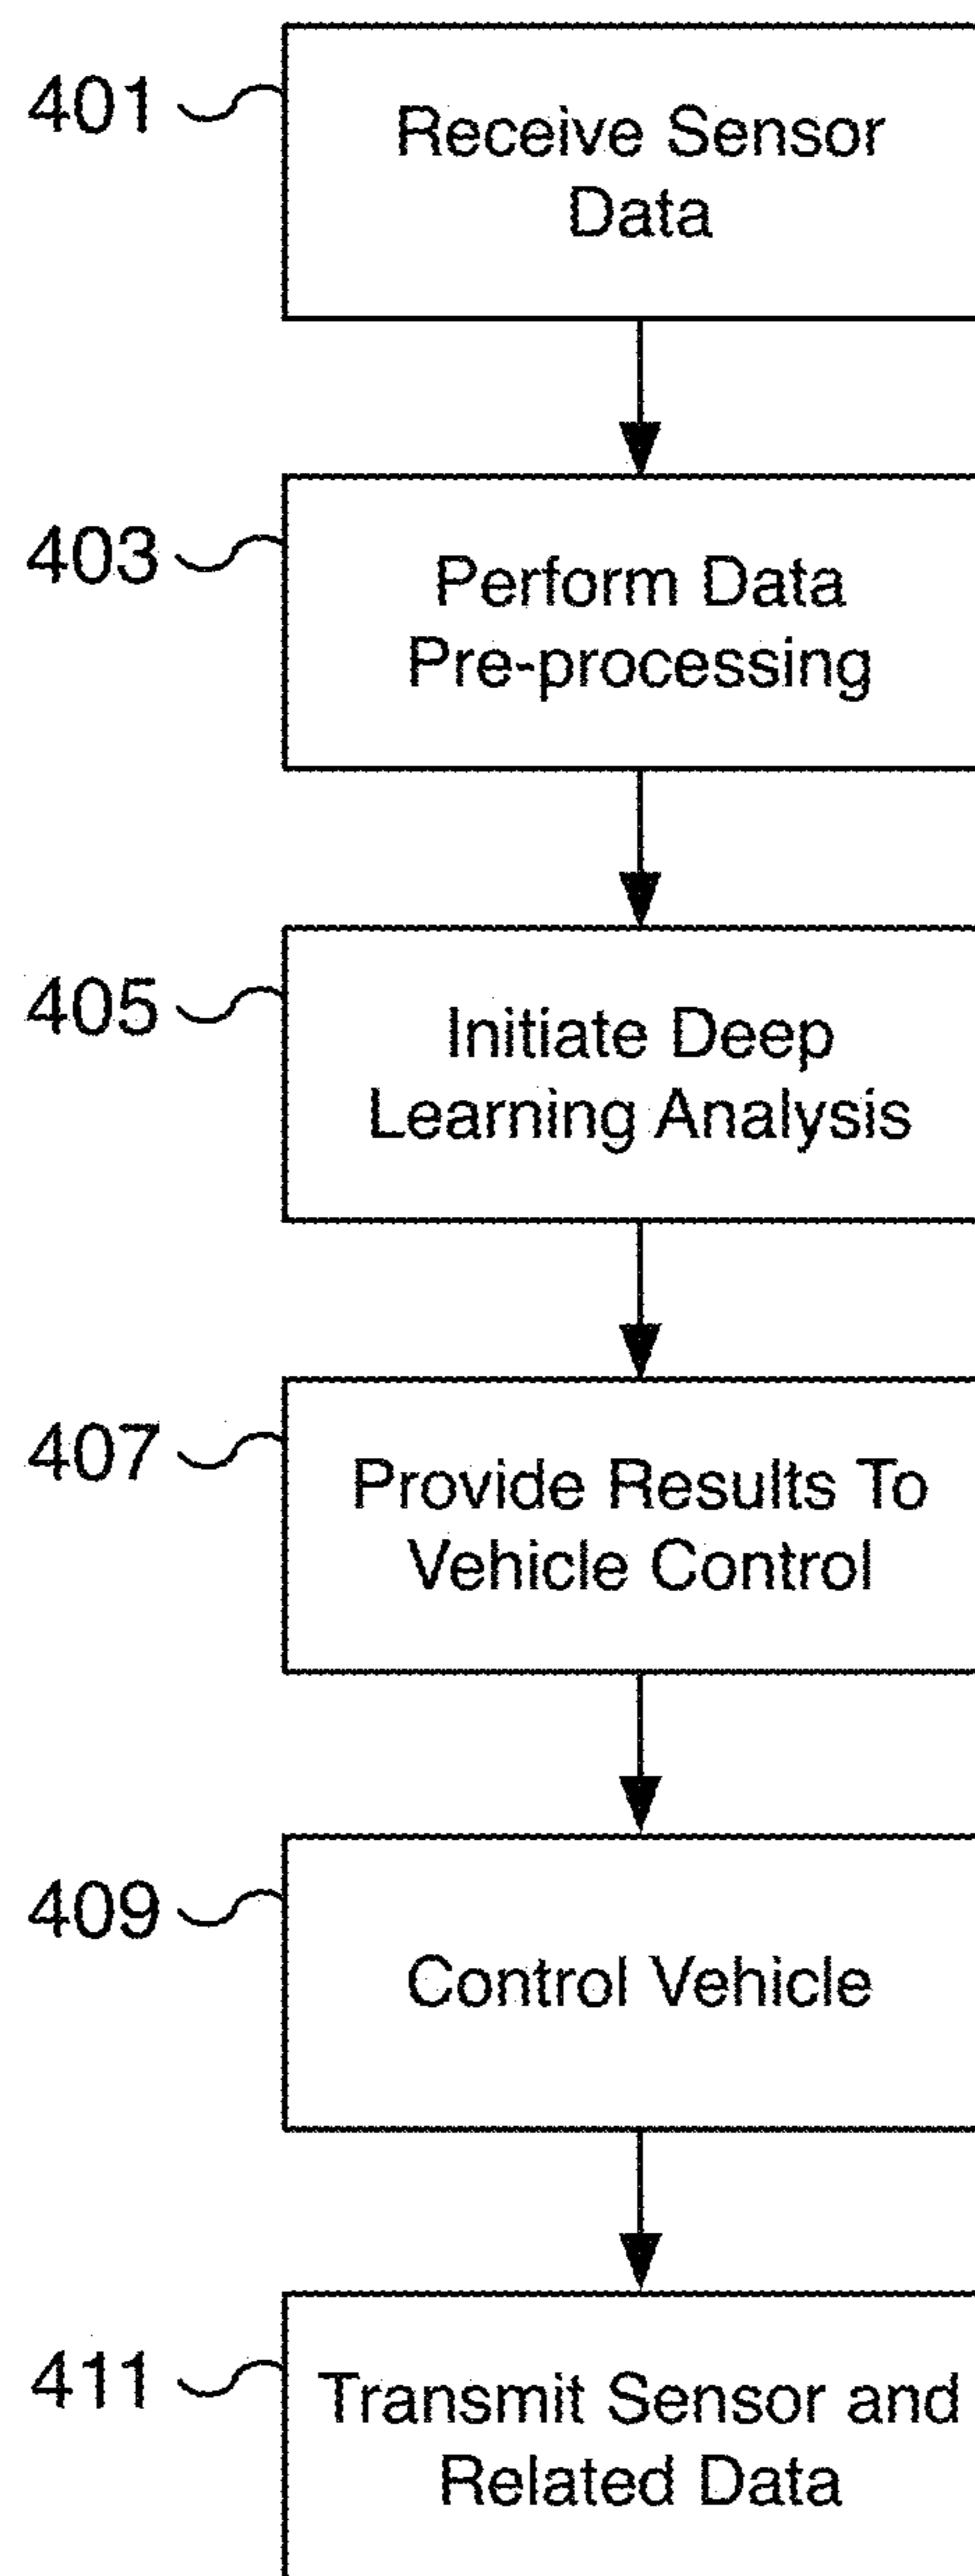 401
Receive Sensor
Data
403
Perform Data
Pre-processing
405
Initiate Deep
Learning Analysis
407
Provide Results To
Vehicle Control
409
Control Vehicle
411
Transmit Sensor and
Related Data